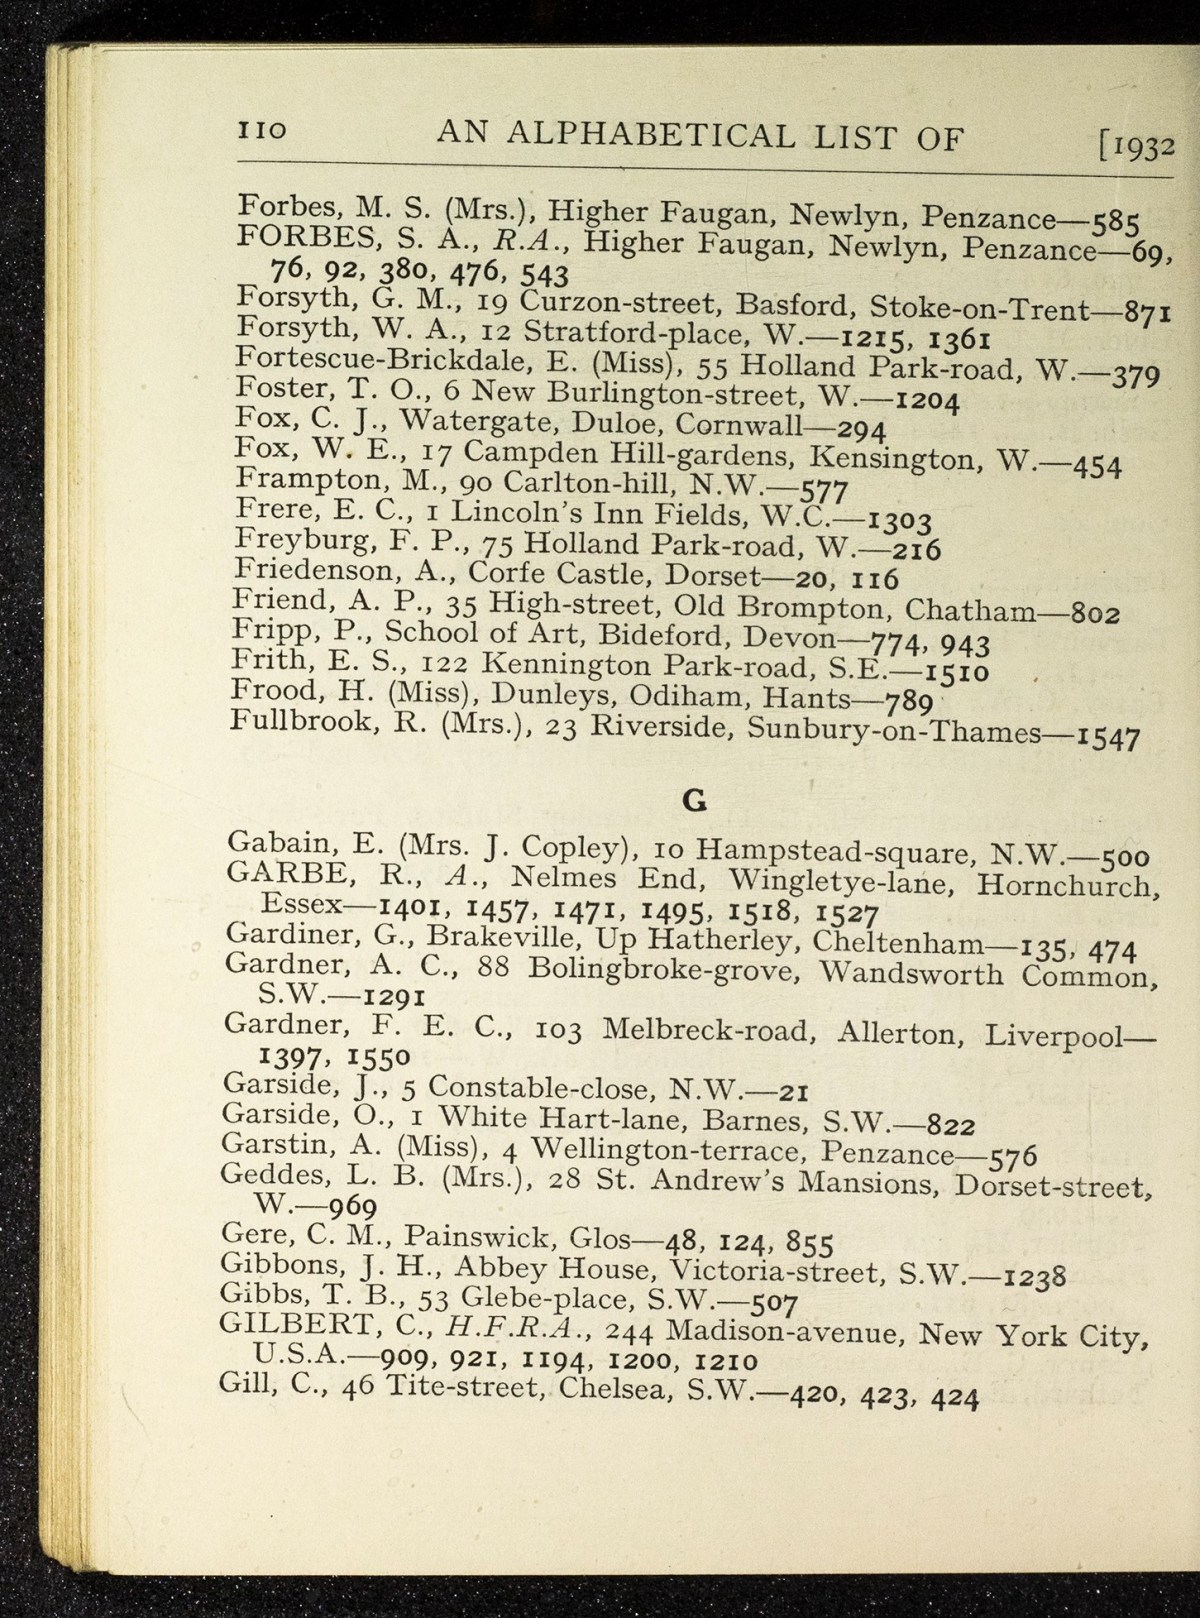 110 AN ALPHABETICAL LIST OF [1932
Forbes, M. S. (Mrs.), Higher Faugan, Newlyn, Penzance—585
FORBES, S. A., R.A., Higher Faugan, Newlyn, Penzance—69,
76, 92, 380, 476, 543
Forsyth, G. M., 19 Curzon-street, Basford, Stoke-on-Trent—871
Forsyth, W. A., 12 Stratford-place, W.—1215, 1361
Fortescue-Brickdale, E. (Miss), 55 Holland Park-road, W.—379
Foster, T. O., 6 New Burlington-street, W.—1204
Fox, C. J., Watergate, Duloe, Cornwall—294
Fox, W. E., 17 Campden Hill-gardens, Kensington, W.—454
Frampton, M., 90 Carlton-hill, N.W.—577
Frere, E. C., 1 Lincoln's Inn Fields, W.C.—1303
Freyburg, F. P., 75 Holland Park-road, W.—216
Friedenson, A., Corfe Castle, Dorset—20, 116
Friend, A. P., 35 High-street, Old Brompton, Chatham—802
Fripp, P., School of Art, Bideford, Devon—774, 943
Frith, E. S., 122 Kennington Park-road, S.E.—1510
Frood, H. (Miss), Dunleys, Odiham, Hants—789
Fullbrook, R. (Mrs.), 23 Riverside, Sunbury-on-Thames—1547
G
Gabain, E. (Mrs. J. Copley), 10 Hampstead-square, N.W.—500
GARBE, R., A., Nelmes End, Wingletye-lane, Hornchurch,
Essex—1401, 1457, 1471, 1495, 1518, 1527
Gardiner, G., Brakeville, Up Hatherley, Cheltenham—135, 474
Gardner, A. C., 88 Bolingbroke-grove, Wandsworth Common,
S.W.—1291
Gardner, F. E. C., 103 Melbreck-road, Allerton, Liverpool—
1397, 1550
Garside, J., 5 Constable-close, N.W.—21
Garside, O., 1 White Hart-lane, Barnes, S.W.—822
Garstin, A. (Miss), 4 Wellington-terrace, Penzance—576
Geddes, L. B. (Mrs.), 28 St. Andrew's Mansions, Dorset-street,
W.—969
Gere, C. M., Painswick, Glos—48, 124, 855
Gibbons, J. H., Abbey House, Victoria-street, S.W.—1238
Gibbs, T. B., 53 Glebe-place, S.W.—507
GILBERT, C., H.F.R.A., 244 Madison-avenue, New York City,
U.S.A.—909, 921, 1194, 1200, 1210
Gill, C., 46 Tite-street, Chelsea, S.W.—420, 423, 424